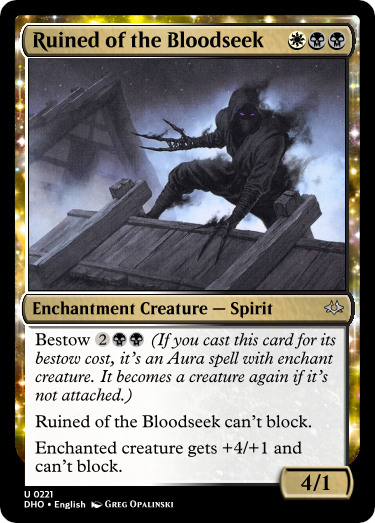 Ruined of the Bloodseek
Enchantment Creature — Spirit
Bestow 2 (If you cast this card for its
bestow cost, it's an Aura spell with enchant
creature. It becomes a creature again if it's
not attached.)
Ruined of the Bloodseek can't block.
Enchanted creature gets +4/+1 and
can't block.
4/1
U 0221
DHO • English Greg Opalinski